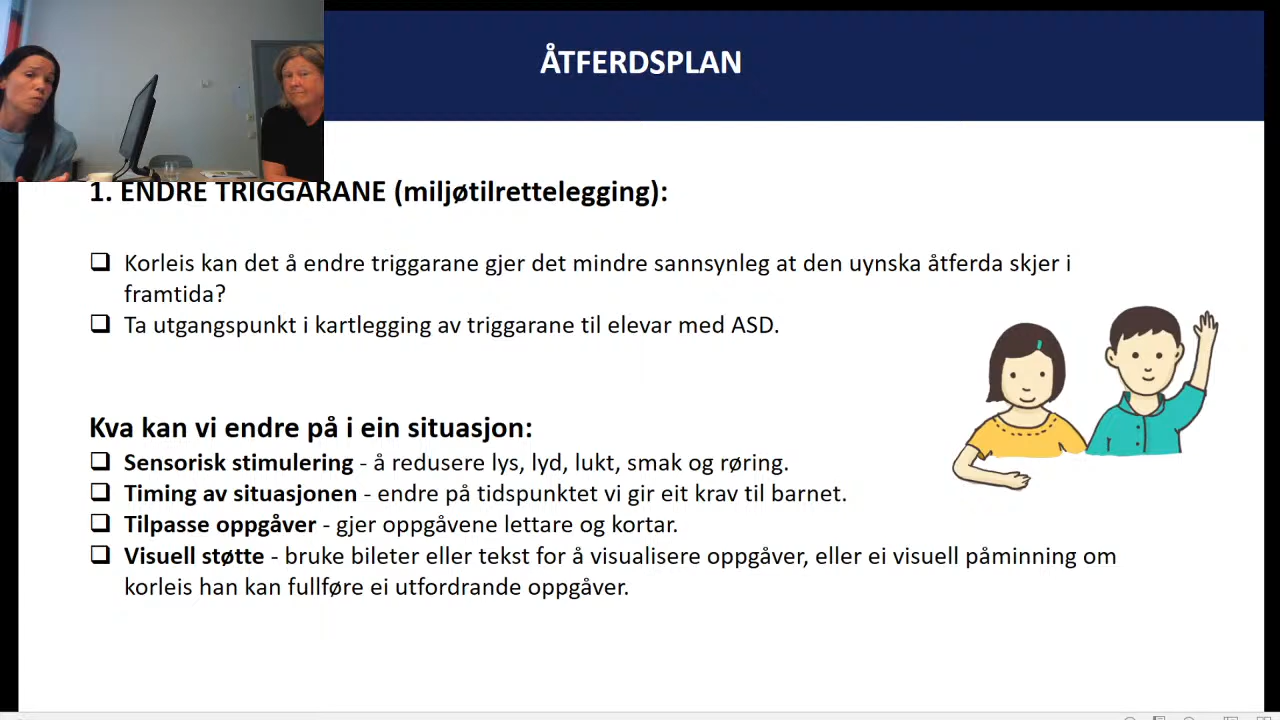 ÅTFERDSPLAN
1. ENDRE TRIGGARANE (miljøtilrettelegging):
❑ Korleis kan det å endre triggarane gjer det mindre sannsynleg at den uynska åtferda skjer i
framtida?
❑ Ta utgangspunkt i kartlegging av triggarane til elevar med ASD.
Kva kan vi endre på i ein situasjon:
❑ Sensorisk stimulering - å redusere lys, lyd, lukt, smak og røring.
❑ Timing av situasjonen - endre på tidspunktet vi gir eit krav til barnet.
❑ Tilpasse oppgåver - gjer oppgåvene lettare og kortar.
❑ Visuell støtte - bruke bileter eller tekst for å visualisere oppgåver, eller ei visuell påminning om
korleis han kan fullføre ei utfordrande oppgåver.